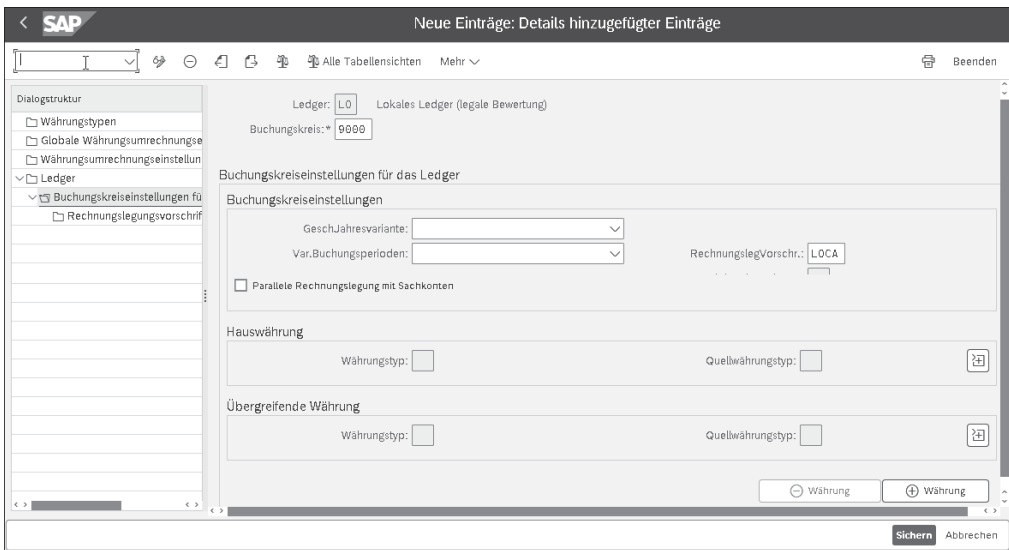 SAP Neue Einträge: Details hinzugefügter Einträge
Alle Tabellensichten Mehr Beenden
Dialogstruktur
Währungstypen
Globale Währungsumrechnungse
Währungsumrechnungseinstellun
Ledger
Buchungskreiseinstellungen fü
Rechnungslegungsvorschrif
Ledger: L0 Lokales Ledger (legale Bewertung)
Buchungskreis:* 9000
Buchungskreiseinstellungen für das Ledger
Buchungskreiseinstellungen
GeschJahresvariante:
Var.Buchungsperioden: RechnungslegVorschr.: LOCA
Parallele Rechnungslegung mit Sachkonten
Hauswährung
Währungstyp: Quellwährungstyp:
Übergreifende Währung
Währungstyp: Quellwährungstyp:
Währung Währung
Sichern Abbrechen